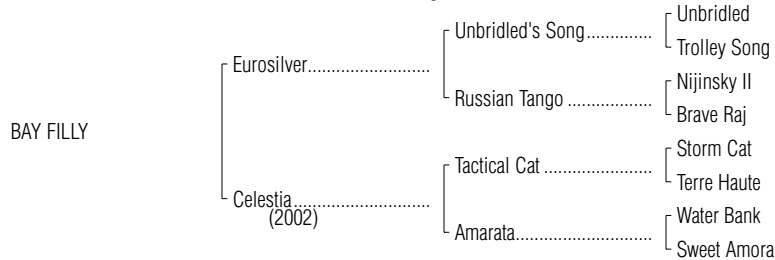 Unbridled
Unbridled's Song..............
Trolley Song
Eurosilver...........................
Nijinsky II
Russian Tango ..................
Brave Raj
BAY FILLY
Storm Cat
Tactical Cat .......................
Terre Haute
Celestia..............................
(2002)
Water Bank
Amarata.............................
Sweet Amora